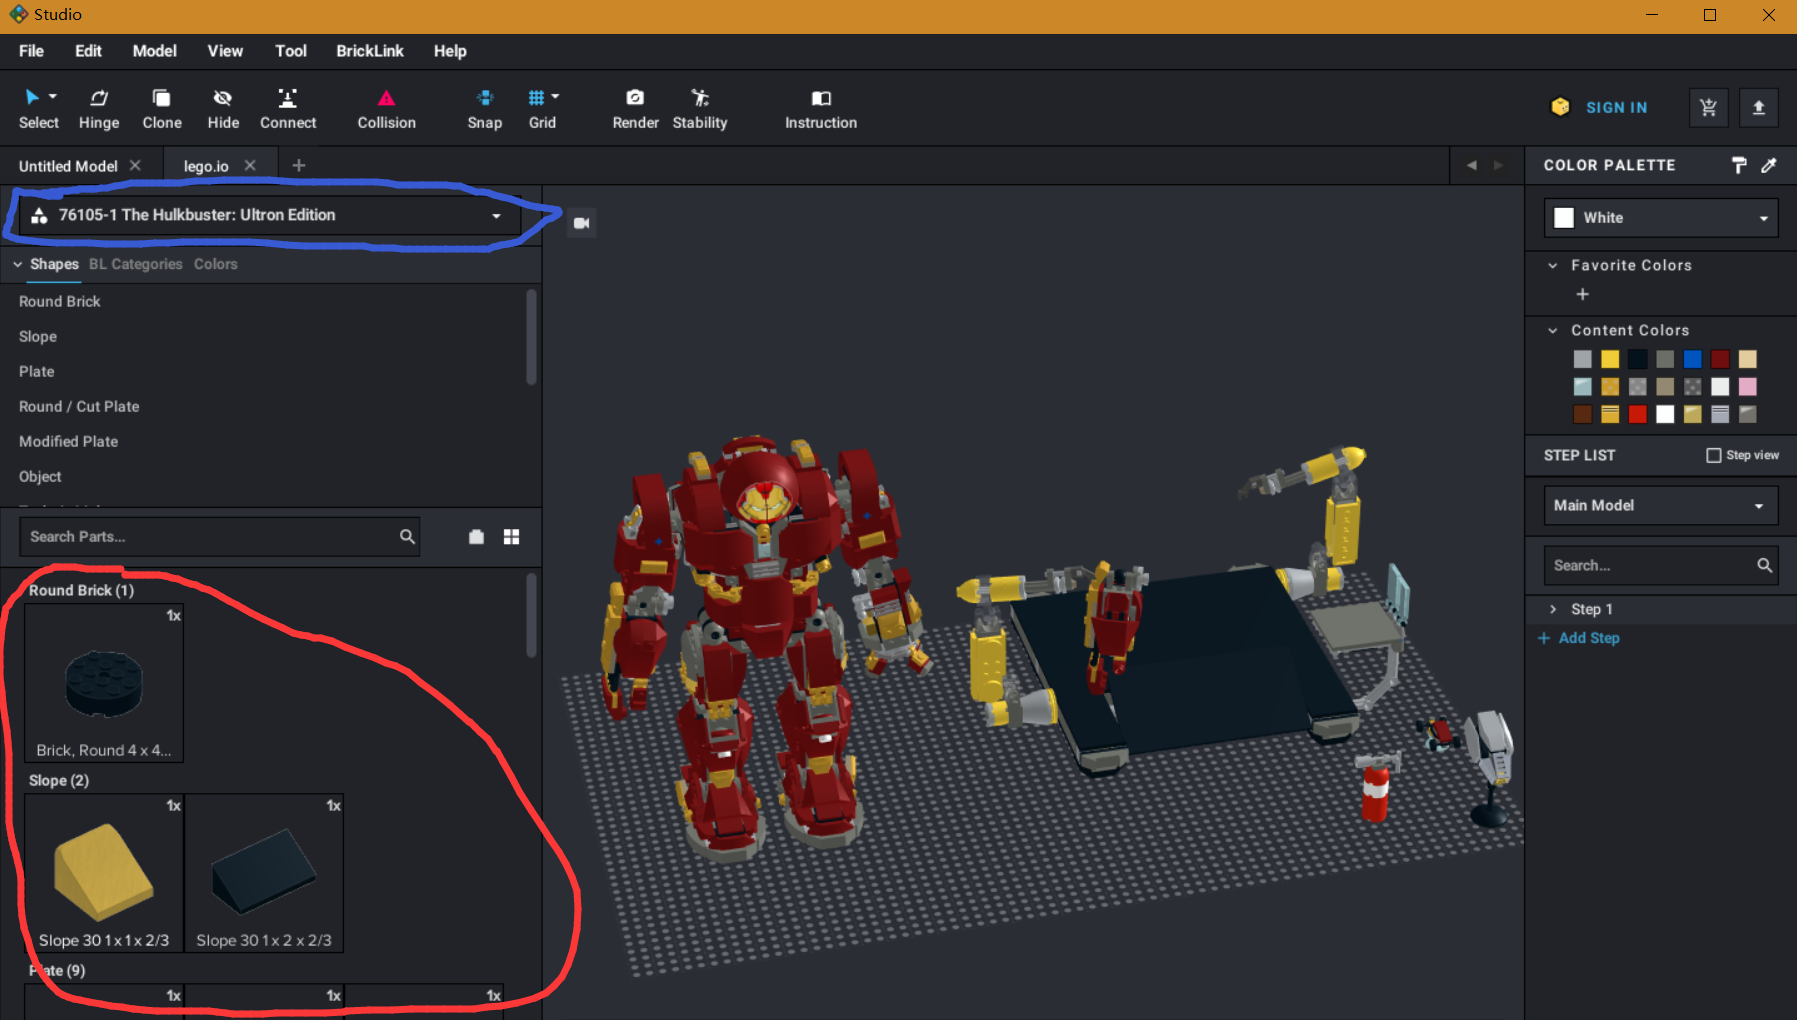 Studio
File Edit Model View Tool BrickLink Help
Select Hinge Clone Hide Connect Collision Snap Grid Render Stability Instruction SIGN IN
Untitled Model lego.io
76105-1 The Hulkbuster: Ultron Edition
Shapes BL Categories Colors
Round Brick
Slope
Plate
Round / Cut Plate
Modified Plate
Object
Search Parts...
Round Brick (1)
1x
Brick, Round 4 x 4...
Slope (2)
1x 1x
Slope 30 1 x 1 x 2/3 Slope 30 1 x 2 x 2/3
Plate (9)
1x 1x 1x
COLOR PALETTE
White
Favorite Colors
Content Colors
STEP LIST Step view
Main Model
Search...
Step 1
Add Step